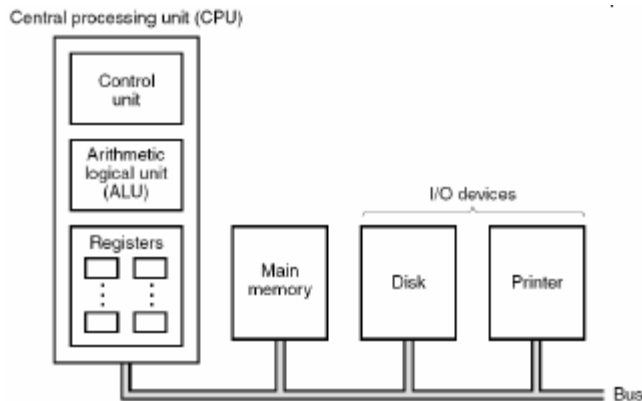 Central processing unit (CPU)
Control
unit
Arithmetic
logical unit
(ALU)
Registers
I/O devices
Main
memory
Disk
Printer
Bus